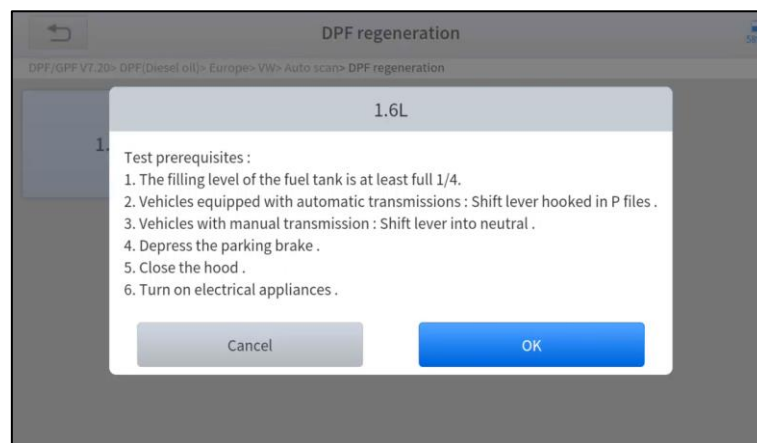 DPF regeneration
DPF/GPF V7.20> DPF(Diesel oil)> Europe> VW> Auto scan> DPF regeneration
1.6L
1.
Test prerequisites :
1. The filling level of the fuel tank is at least full 1/4.
2. Vehicles equipped with automatic transmissions : Shift lever hooked in P files .
3. Vehicles with manual transmission : Shift lever into neutral .
4. Depress the parking brake .
5. Close the hood .
6. Turn on electrical appliances .
Cancel
OK